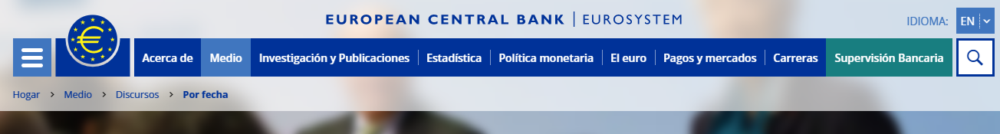 EUROPEAN CENTRAL BANK | EUROSYSTEM
IDIOMA: EN
Acerca de Medio Investigación y Publicaciones Estadística Política monetaria El euro Pagos y mercados Carreras Supervisión Bancaria
Hogar > Medio > Discursos > Por fecha